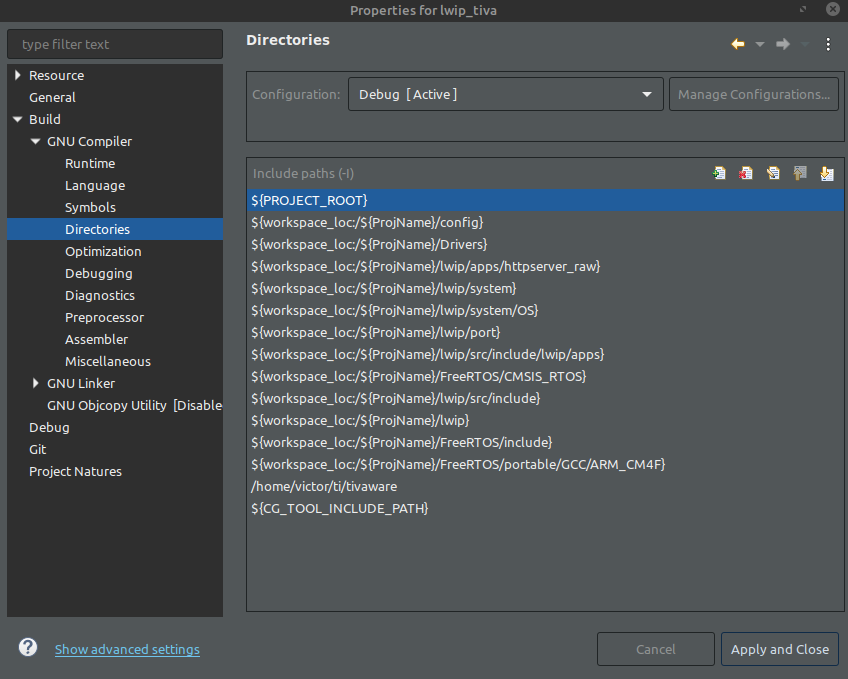 Properties for lwip_tiva
type filter text
Resource
General
Build
GNU Compiler
Runtime
Language
Symbols
Directories
Optimization
Debugging
Diagnostics
Preprocessor
Assembler
Miscellaneous
GNU Linker
GNU Objcopy Utility  [Disable
Debug
Git
Project Natures
Directories
Configuration:
Debug  [ Active ]
Manage Configurations...
Include paths (-I)
${PROJECT_ROOT}
${workspace_loc:/${ProjName}/config}
${workspace_loc:/${ProjName}/Drivers}
${workspace_loc:/${ProjName}/lwip/apps/httpserver_raw}
${workspace_loc:/${ProjName}/lwip/system}
${workspace_loc:/${ProjName}/lwip/system/OS}
${workspace_loc:/${ProjName}/lwip/port}
${workspace_loc:/${ProjName}/lwip/src/include/lwip/apps}
${workspace_loc:/${ProjName}/FreeRTOS/CMSIS_RTOS}
${workspace_loc:/${ProjName}/lwip/src/include}
${workspace_loc:/${ProjName}/lwip}
${workspace_loc:/${ProjName}/FreeRTOS/include}
${workspace_loc:/${ProjName}/FreeRTOS/portable/GCC/ARM_CM4F}
/home/victor/ti/tivaware
${CG_TOOL_INCLUDE_PATH}
?
Show advanced settings
Cancel
Apply and Close